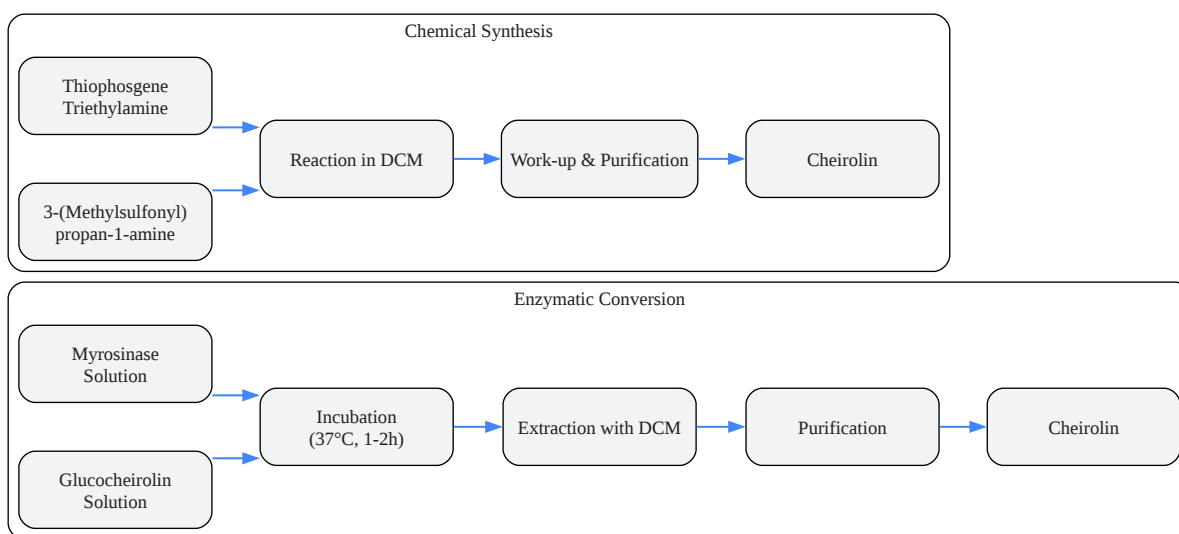 Chemical Synthesis
Thiophosgene
Triethylamine
3-(Methylsulfonyl)
propan-1-amine
Reaction in DCM
Work-up & Purification
Cheirolin
Enzymatic Conversion
Myrosinase
Solution
Glucocheirolin
Solution
Incubation
(37°C, 1-2h)
Extraction with DCM
Purification
Cheirolin